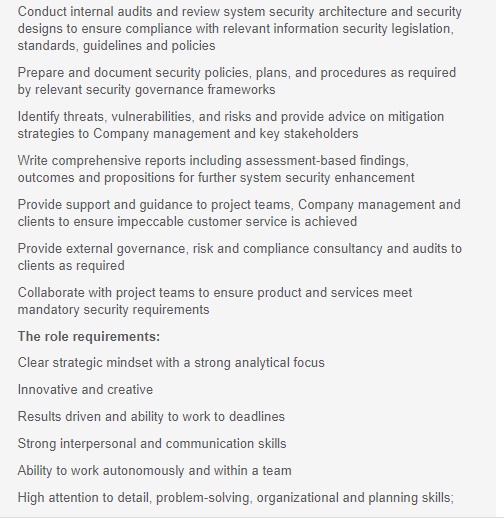 Conduct internal audits and review system security architecture and security
designs to ensure compliance with relevant information security legislation,
standards, guidelines and policies
Prepare and document security policies, plans, and procedures as required
by relevant security governance frameworks
Identify threats, vulnerabilities, and risks and provide advice on mitigation
strategies to Company management and key stakeholders
Write comprehensive reports including assessment-based findings,
outcomes and propositions for further system security enhancement
Provide support and guidance to project teams, Company management and
clients to ensure impeccable customer service is achieved
Provide external governance, risk and compliance consultancy and audits to
clients as required
Collaborate with project teams to ensure product and services meet
mandatory security requirements
The role requirements:
Clear strategic mindset with a strong analytical focus
Innovative and creative
Results driven and ability to work to deadlines
Strong interpersonal and communication skills
Ability to work autonomously and within a team
High attention to detail, problem-solving, organizational and planning skills;